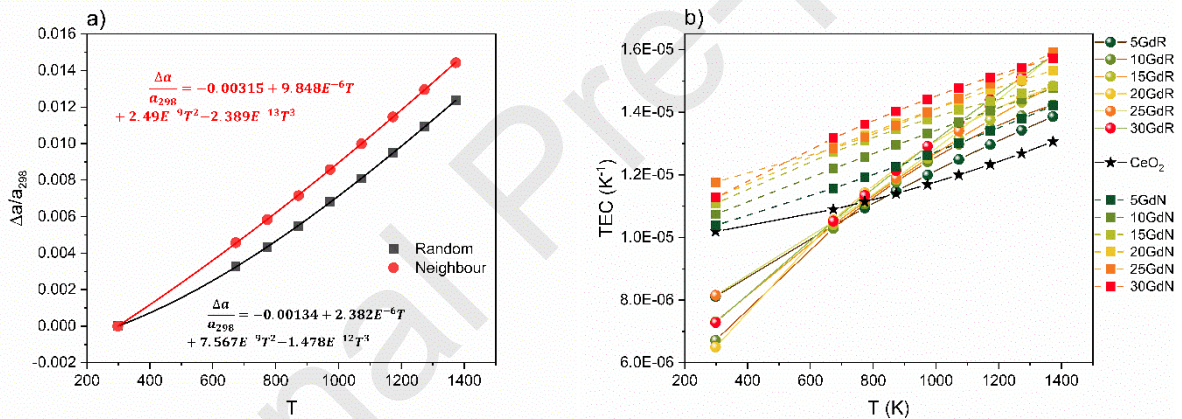 a)
0.016
0.014
0.012
0.010
0.008
0.006
0.004
0.002
0.000
-0.002
Δa/a298
Δa
a298
= −0.00315 + 9.848E−6T
+ 2.49E 9T2−2.389E 13T3
Random
Neighbour
Δa
a298
= −0.00134 + 2.382E−6T
+ 7.567E 9T2−1.478E 12T3
200 400 600 800 1000 1200 1400
T
b)
1.6E-05
1.4E-05
1.2E-05
1.0E-05
8.0E-06
6.0E-06
TEC (K-1)
200 400 600 800 1000 1200 1400
T (K)
5GdR
10GdR
15GdR
20GdR
25GdR
30GdR
CeO2
5GdN
10GdN
15GdN
20GdN
25GdN
30GdN
nal Pre-